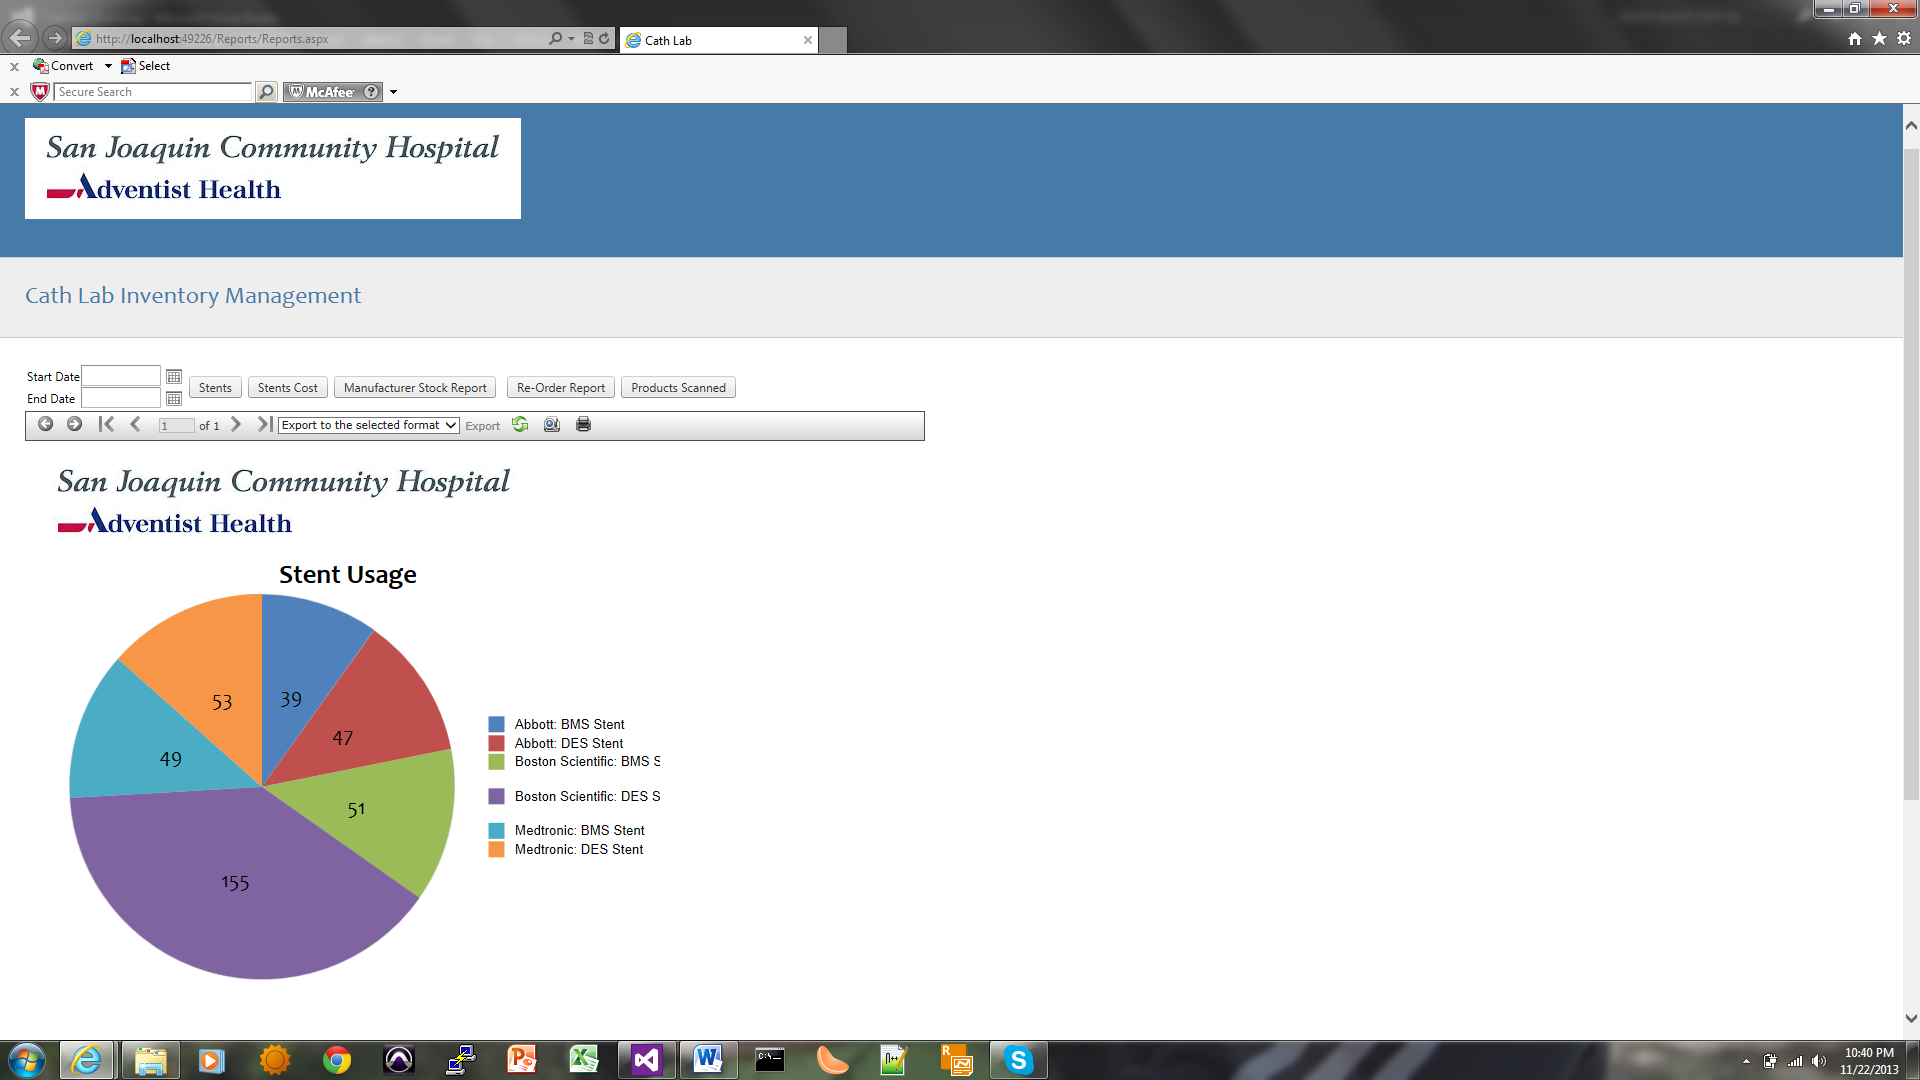 http://localhost:49226/Reports/Reports.aspx
Cath Lab
Convert
Select
Secure Search
McAfee
San Joaquin Community Hospital
Adventist Health
Cath Lab Inventory Management
Start Date
End Date
Stents
Stents Cost
Manufacturer Stock Report
Re-Order Report
Products Scanned
1 of 1
Export to the selected format
Export
San Joaquin Community Hospital
Adventist Health
Stent Usage
39
47
51
155
49
53
Abbott: BMS Stent
Abbott: DES Stent
Boston Scientific: BMS S
Boston Scientific: DES S
Medtronic: BMS Stent
Medtronic: DES Stent
10:40 PM
11/22/2013